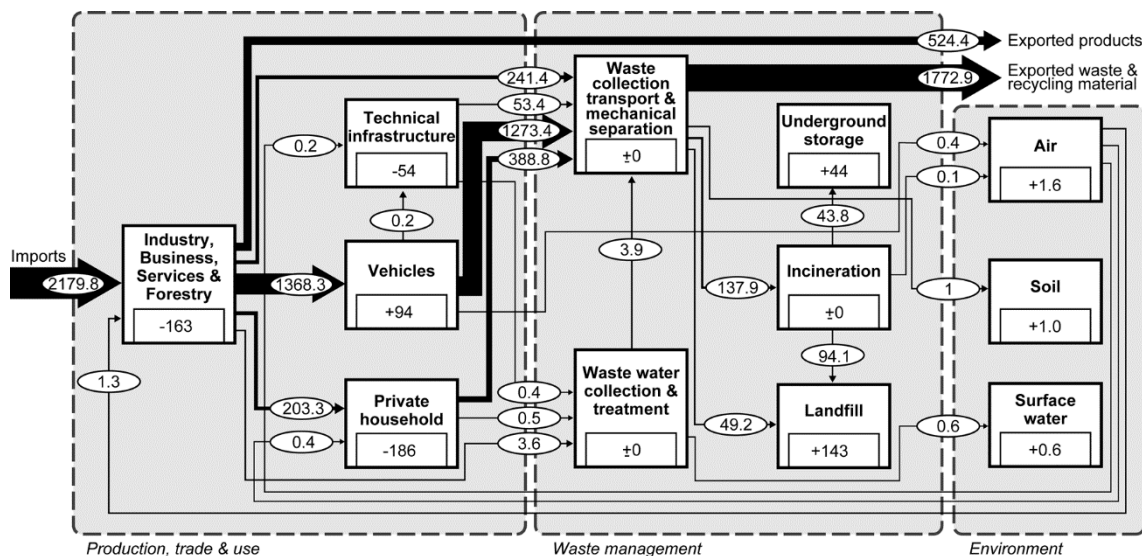 524.4
Exported products
1772.9
Exported waste &
recycling material
241.4
53.4
1273.4
388.8
Waste
collection
transport &
mechanical
separation
±0
Technical
infrastructure
-54
0.2
0.2
Underground
storage
+44
43.8
0.4
0.1
Air
+1.6
Imports
2179.8
Industry,
Business,
Services &
Forestry
-163
1368.3
Vehicles
+94
3.9
137.9
Incineration
±0
94.1
1
Soil
+1.0
1.3
203.3
0.4
Private
household
-186
0.4
0.5
3.6
Waste water
collection &
treatment
±0
49.2
Landfill
+143
0.6
Surface
water
+0.6
Production, trade & use
Waste management
Environment